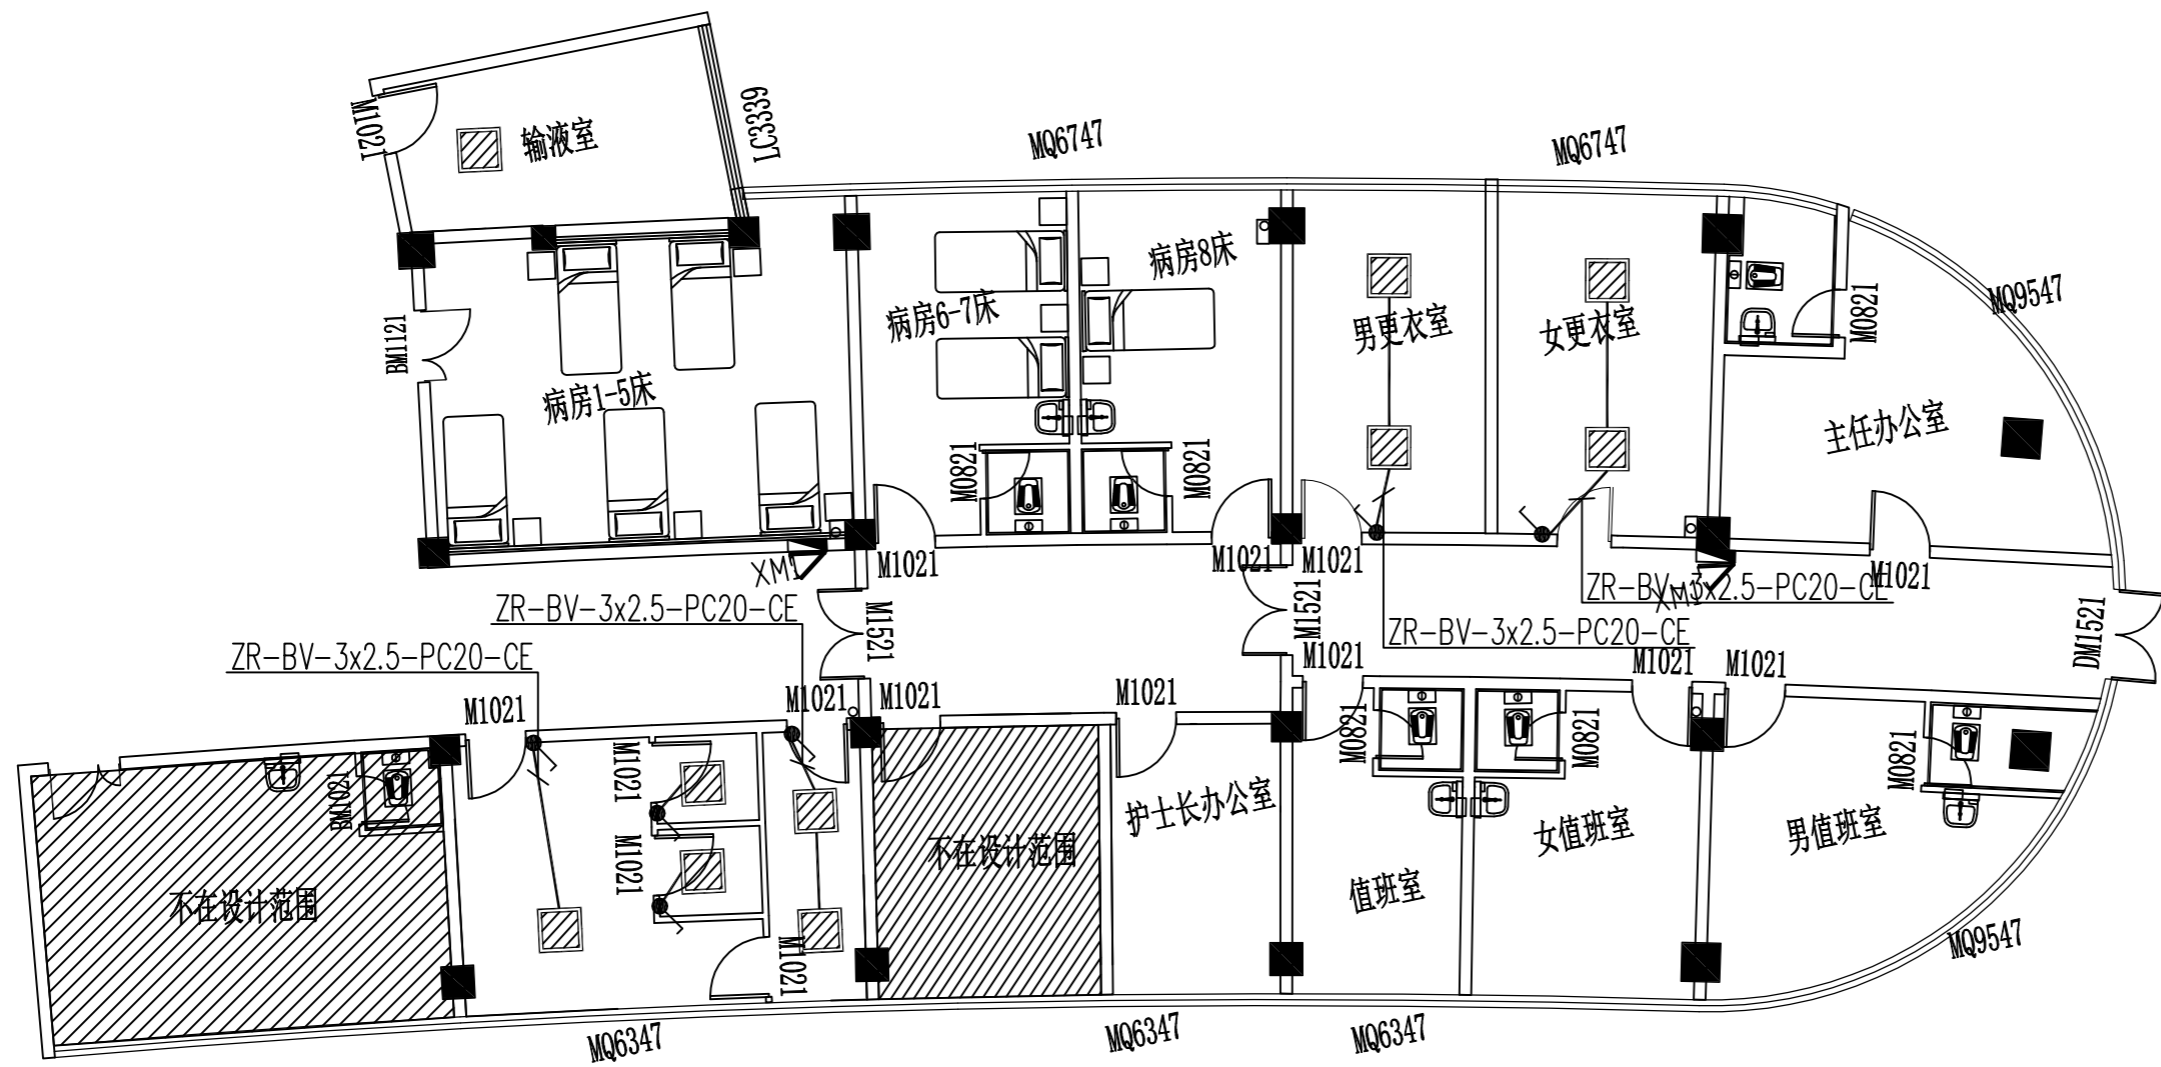 M1021
输液室
LC3339
MQ6747
MQ6747
病房8床
病房6-7床
男更衣室
女更衣室
M0821
MQ9547
BM1121
病房1-5床
主任办公室
M0821
M0821
XM1
M1021
M1021
M1021
M1021
ZR-BV-3x2.5-PC20-CE
XM1
ZR-BV-3x2.5-PC20-CE
M1521
M1521
ZR-BV-3x2.5-PC20-CE
DM1521
ZR-BV-3x2.5-PC20-CE
M1021
M1021
M1021
M1021
M1021
M1021
M1021
M0821
M0821
M0821
M1021
BM1021
护士长办公室
M1021
不在设计范围
女值班室
男值班室
值班室
不在设计范围
M1021
MQ9547
MQ6347
MQ6347
MQ6347